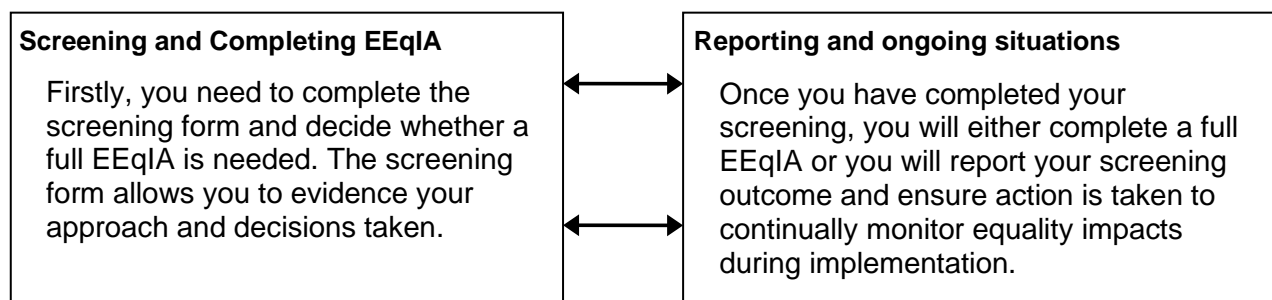 Screening and Completing EEqIA
Firstly, you need to complete the
screening form and decide whether a
full EEqIA is needed. The screening
form allows you to evidence your
approach and decisions taken.
Reporting and ongoing situations
Once you have completed your
screening, you will either complete a full
EEqIA or you will report your screening
outcome and ensure action is taken to
continually monitor equality impacts
during implementation.